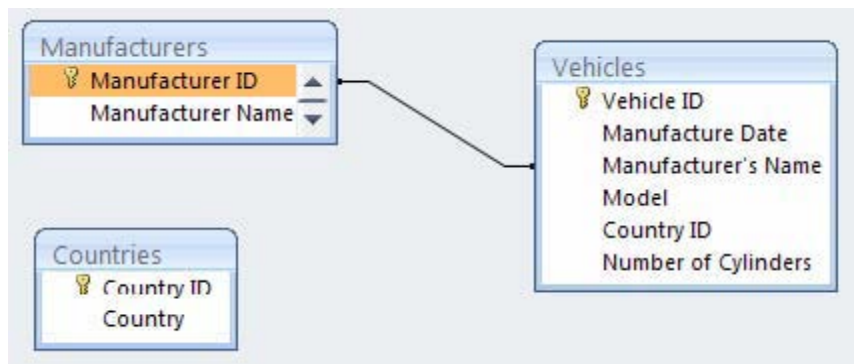 Manufacturers
Manufacturer ID
Manufacturer Name
Vehicles
Vehicle ID
Manufacture Date
Manufacturer's Name
Model
Country ID
Number of Cylinders
Countries
Country ID
Country